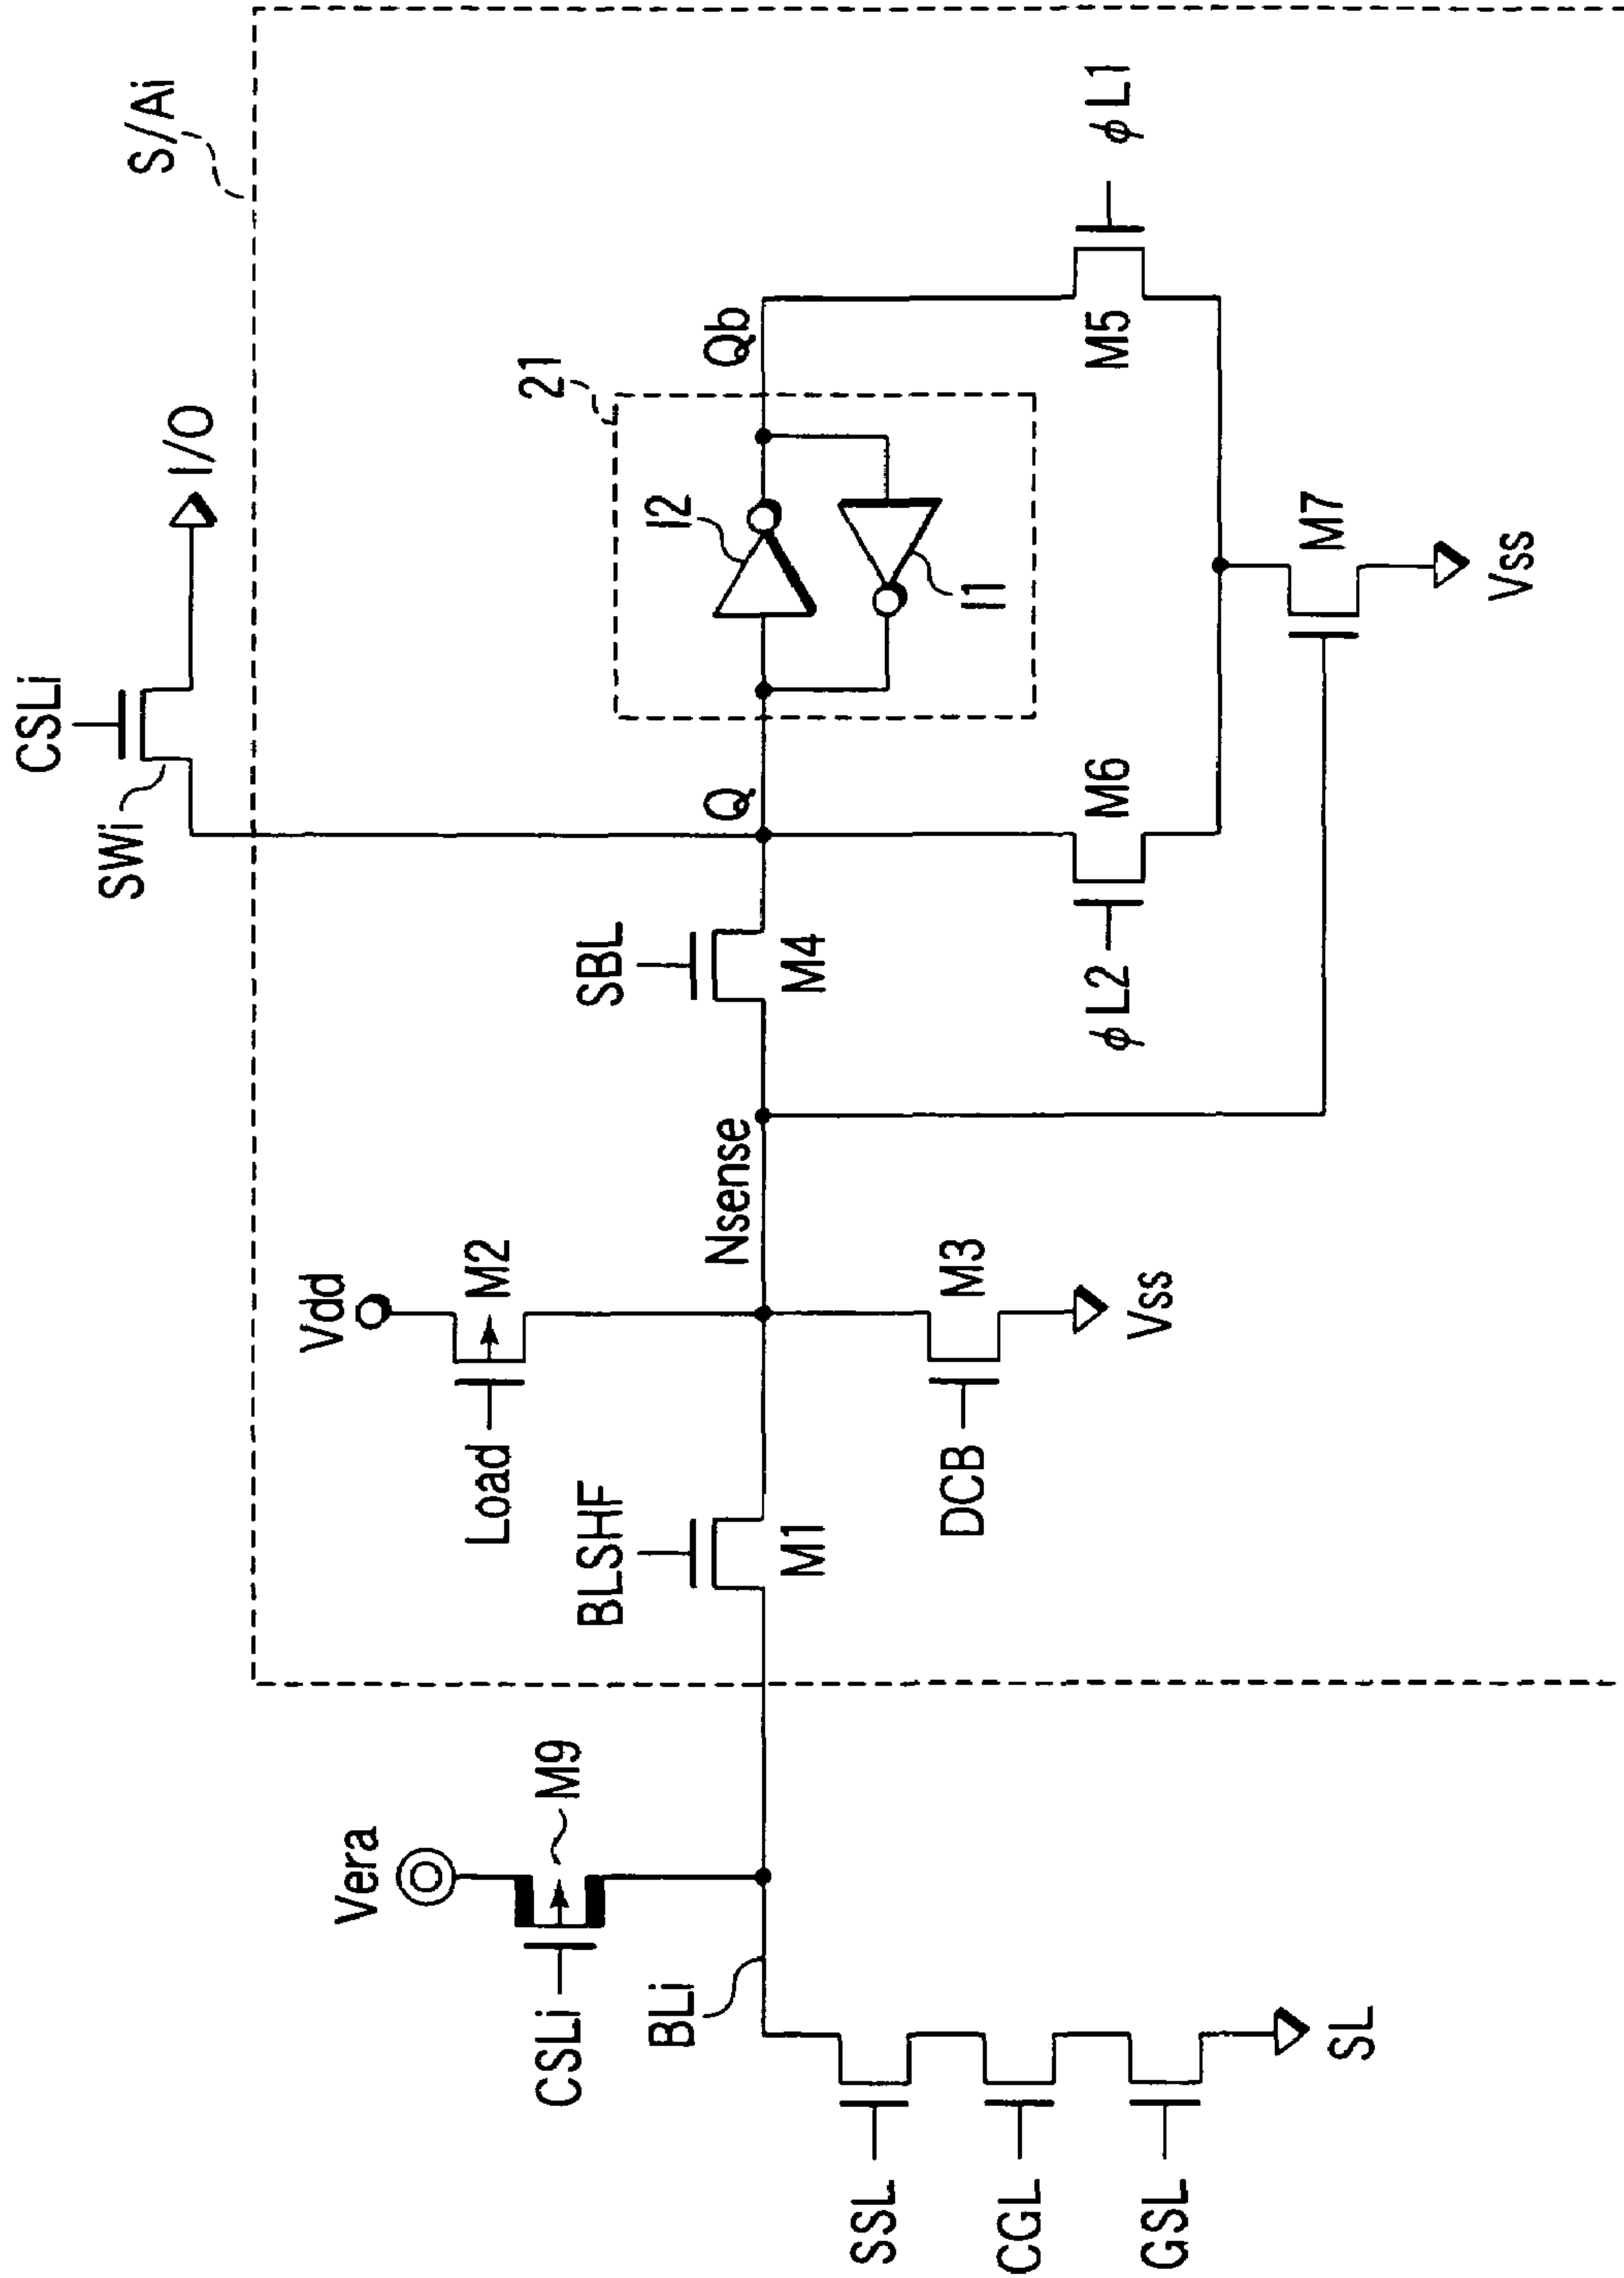 S/Ai
CSLi
SWi
I/O
Vdd
Load
M2
BLSHF
M1
Nsense
DCB
M3
Vss
SBL
M4
Q
21
I2
I1
Qb
φL2
M6
M5
φL1
M7
Vss
Vera
CSLi
M9
BLi
SSL
CGL
GSL
SL